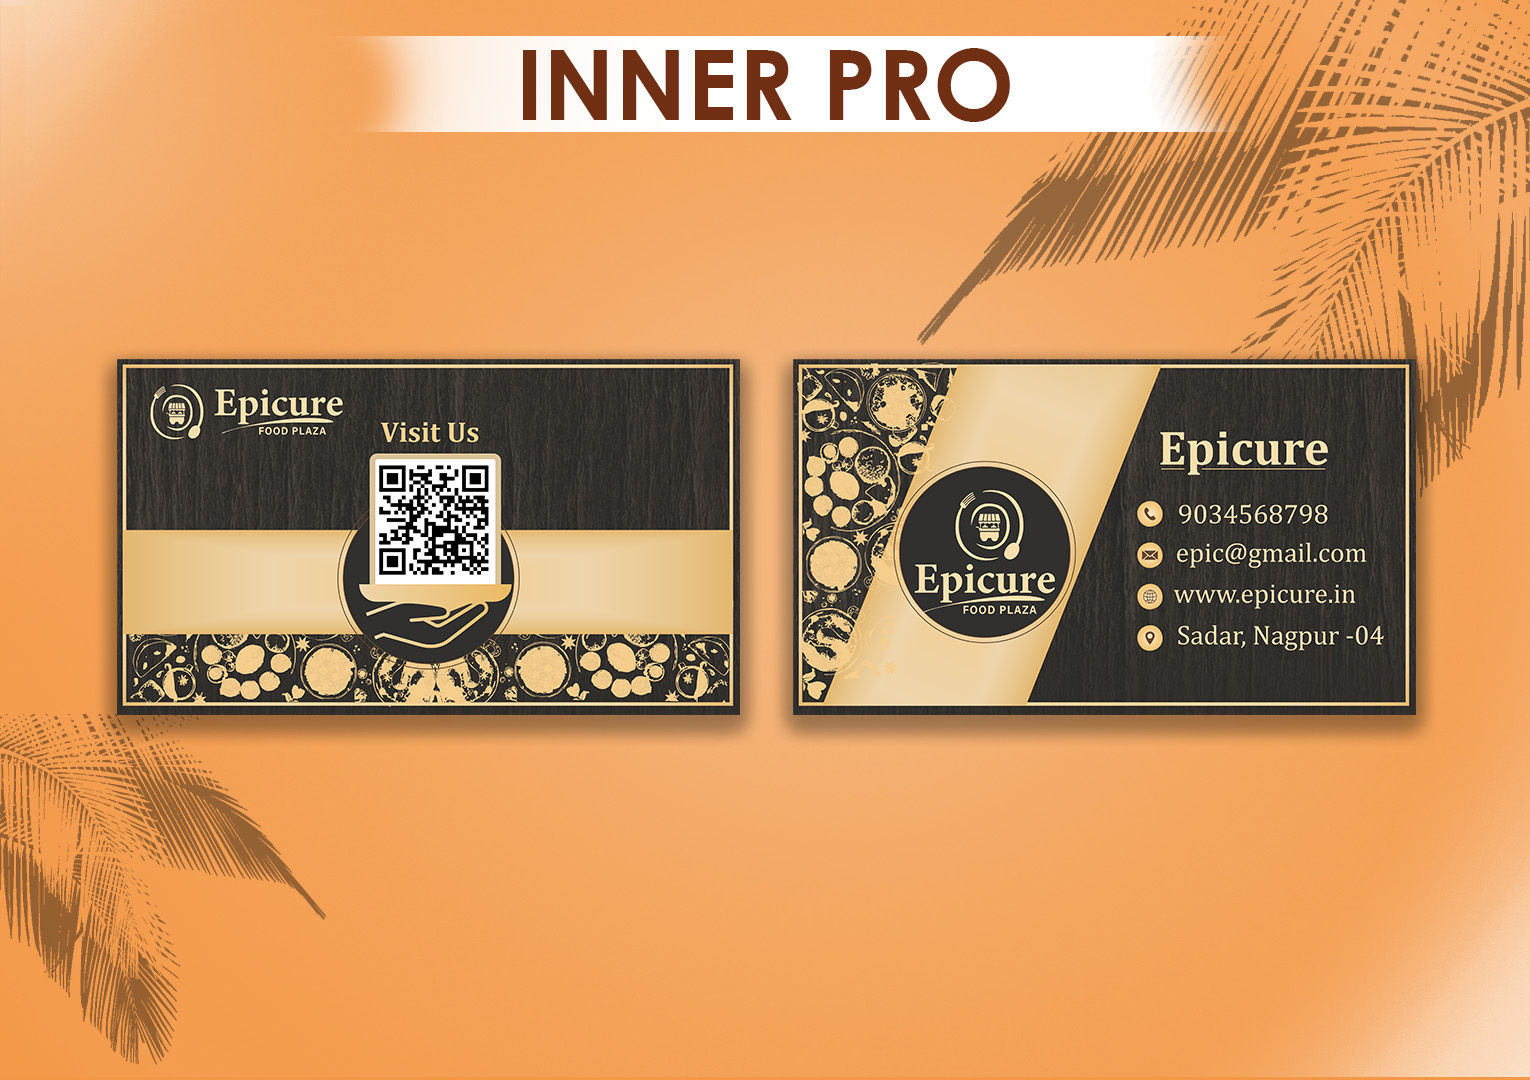 INNER PRO
Epicure
FOOD PLAZA
Visit Us
Epicure
FOOD PLAZA
Epicure
9034568798
epic@gmail.com
www.epicure.in
Sadar, Nagpur -04